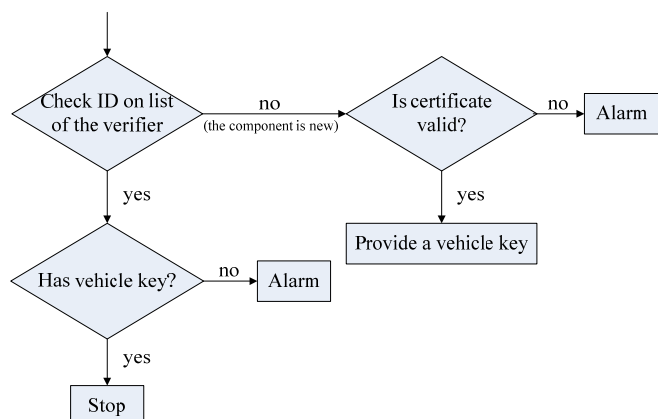 Check ID on list
of the verifier
no
(the component is new)
Is certificate
valid?
no
Alarm
yes
yes
Provide a vehicle key
Has vehicle key?
no
Alarm
yes
Stop